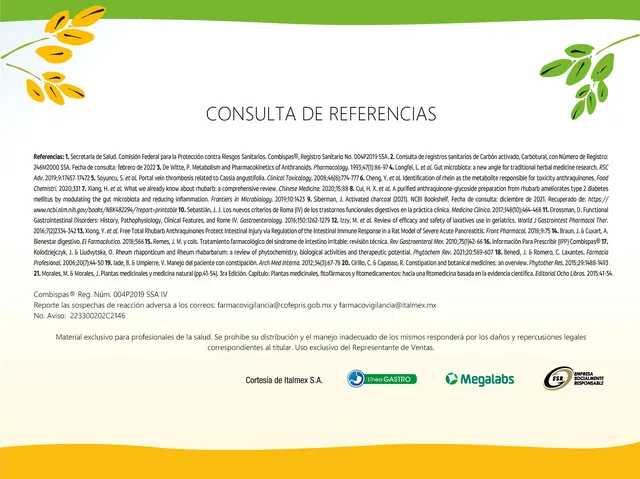 CONSULTA DE REFERENCIAS
Referencias: 1. Secretaría de Salud, Comisión Federal para la Protección contra Riesgos Sanitarios. Combispas®, Registro Sanitario No. 004P2019 SSA. 2. Consulta de registros sanitarios de Carbón activado, Carbotural, con Número de Registro:
246M2000 SSA. Fecha de consulta: febrero de 2022 3. De Witte, P. Metabolism and Pharmacokinetics of Anthranoids. Pharmacology. 1993;47(1):86-97 4. Longfei, L. et al. Gut microbiota: a new angle for traditional herbal medicine research. RSC
Adv. 2019;9:17457-17472 5. Soyuncu, S. et al. Portal vein thrombosis related to Cassia angustifolia. Clinical Toxicology. 2008;46(8):774-777 6. Cheng, Y, et al. Identification of rhein as the metabolite responsible for toxicity anthraquinones. Food
Chemistri. 2020;331 7. Xiang, H. et al. What we already know about rhubarb: a comprehensive review. Chinese Medicine. 2020;15:88 8. Cui, H. X. et al. A purified anthraquinone-glycoside preparation from rhubarb ameliorates type 2 diabetes
mellitus by modulating the gut microbiota and reducing inflammation. Frontiers in Microbiology. 2019;10:1423 9. Siberman, J. Activated charcoal (2021). NCBI Bookshelf. Fecha de consulta: diciembre de 2021. Recuperado de: https://
www.ncbi.nlm.nih.gov/books/NBK482294/?report=printable 10. Sebastián, J. J. Los nuevos criterios de Roma (IV) de los trastornos funcionales digestivos en la práctica clínica. Medicina Clínica. 2017;148(10):464-468 11. Drossman, D. Functional
Gastrointestinal Disorders: History, Pathophysiology, Clinical Features, and Rome IV. Gastroenterology. 2016;150:1262-1279 12. Izzy, M. et al. Review of efficacy and safety of laxatives use in geriatrics. World J Gastrointest Pharmacol Ther.
2016;7(2):334-342 13. Xiong, Y. et al. Free Total Rhubarb Anthraquinones Protect Intestinal Injury via Regulation of the Intestinal Immune Response in a Rat Model of Severe Acute Pancreatitis. Front Pharmacol. 2018;9:75 14. Braun, J. & Cuvart, A.
Bienestar digestivo. El Farmaceutico. 2018;566 15. Remes, J. M. y cols. Tratamiento farmacológico del síndrome de intestino irritable: revisión técnica. Rev Gastroenterol Mex. 2010;75(1)42-66 16. Información Para Prescribir (IPP) Combispas® 17.
Kolodziejczyk, J. & Liudvytska, O. Rheum rhaponticum and Rheum rhabarbarum: a review of phytochemistry, biological activities and therapeutic potential. Phytochem Rev. 2021;20:589-607 18. Benedí, J. & Romero, C. Laxantes. Farmacia
Profesional. 2006;20(7):44-50 19. Iade, B. & Umpierre, V. Manejo del paciente con constipación. Arch Med Interna. 2012;34(3):67-78 20. Cirillo, C. & Capasso, R. Constipation and botanical medicines: an overview. Phytother Res. 2015;29:1488-1493
21. Morales, M. & Morales, J. Plantas medicinales y medicina natural (pp.41-54). 3ra Edición. Capítulo: Plantas medicinales, fitofármacos y fitomedicamentos: hacia una fitomedicina basada en la evidencia científica. Editorial Ocho Libros. 2015:41-54.
Combispas® Reg. Núm. 004P2019 SSA IV
Reporte las sospechas de reacción adversa a los correos: farmacovigilancia@cofepris.gob.mx y farmacovigilancia@italmex.mx
No. Aviso: 223300202C2146
Material exclusivo para profesionales de la salud. Se prohíbe su distribución y el manejo inadecuado de los mismos responderá por los daños y repercusiones legales
correspondientes al titular. Uso exclusivo del Representante de Ventas.
Cortesía de Italmex S.A.
Línea GASTRO
Megalabs
ESR
EMPRESA
SOCIALMENTE
RESPONSABLE